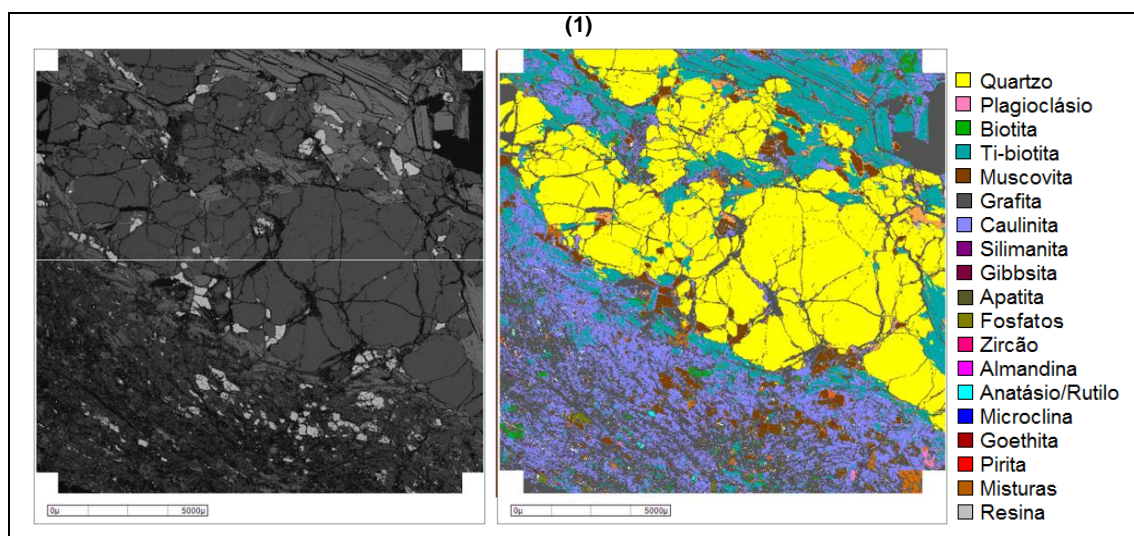 (1)
Quartzo
Plagioclásio
Biotita
Ti-biotita
Muscovita
Grafita
Caulinita
Silimanita
Gibbsita
Apatita
Fosfatos
Zircão
Almandina
Anatásio/Rutilo
Microclina
Goethita
Pirita
Misturas
Resina
0µ 5000µ
0µ 5000µ